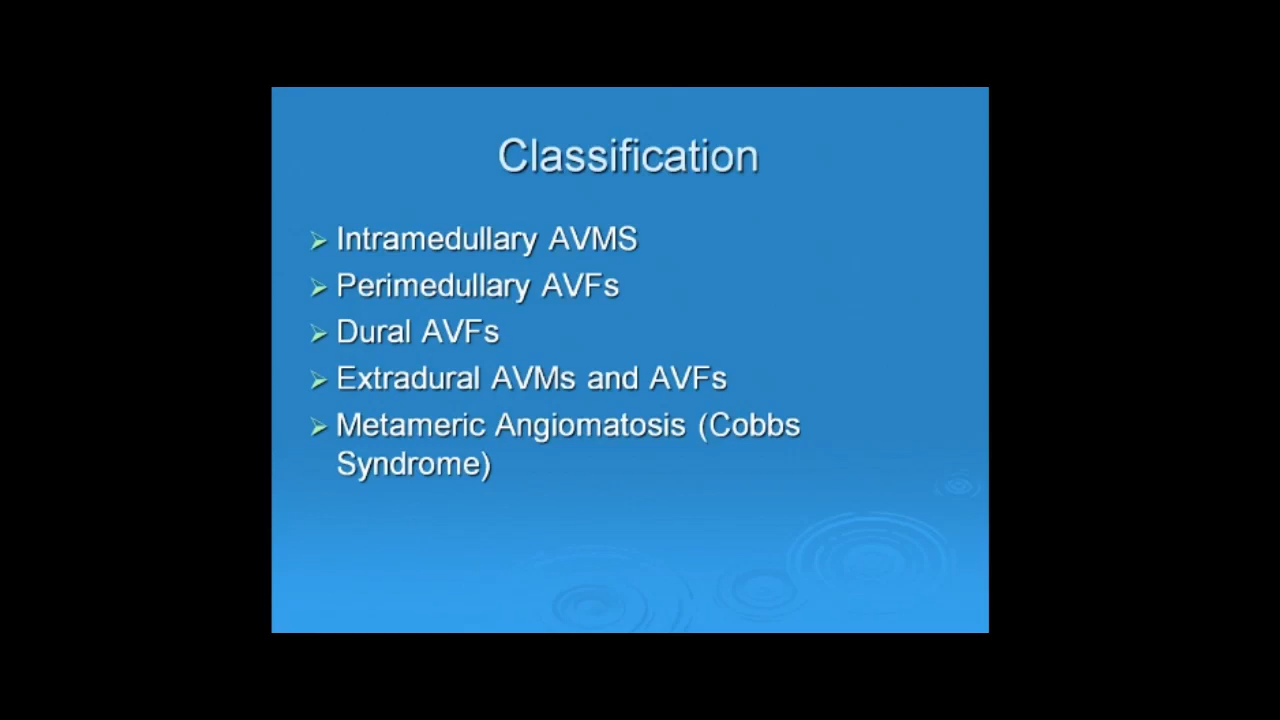 Classification
Intramedullary AVMS
Perimedullary AVFs
Dural AVFs
Extradural AVMs and AVFs
Metameric Angiomatosis (Cobbs
Syndrome)